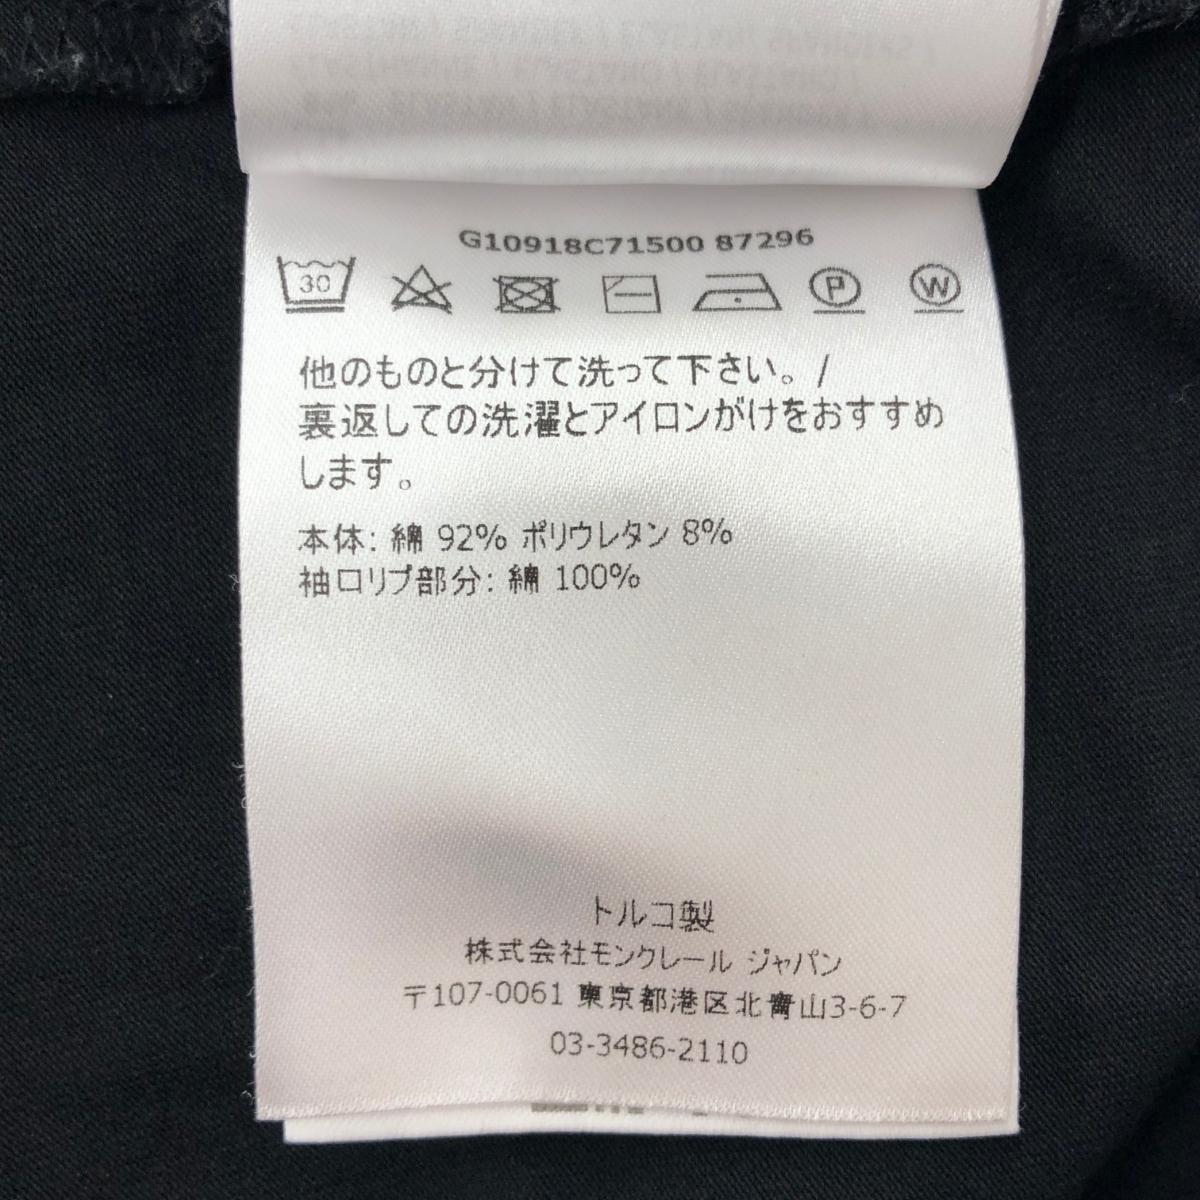 G10918C71500 87296
30
P
W
他のものと分けて洗って下さい。/
裏返しての洗濯とアイロンがけをおすすめ
します。
本体: 綿 92% ポリウレタン 8%
袖口リブ部分: 綿 100%
トルコ製
株式会社モンクレール ジャパン
〒107-0061 東京都港区北青山3-6-7
03-3486-2110